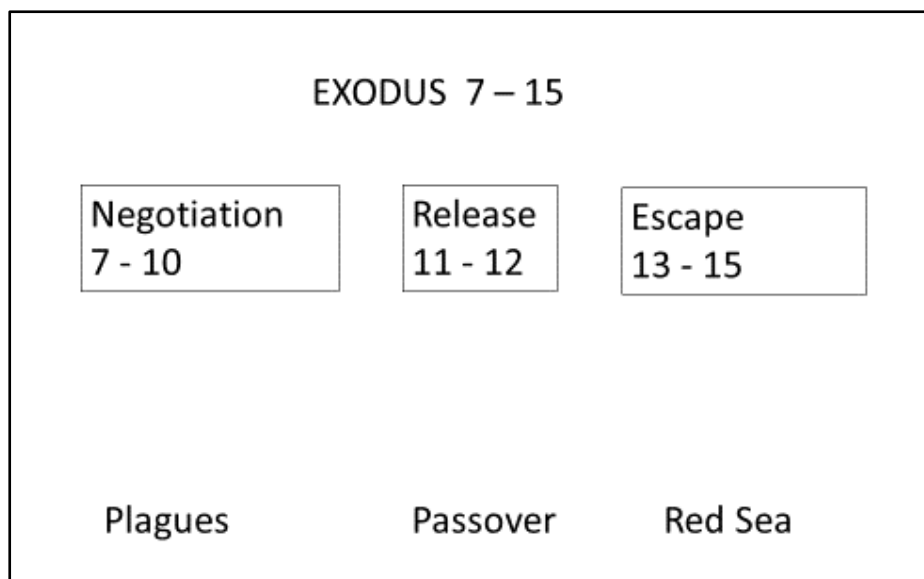 EXODUS 7 – 15
Negotiation
7 - 10
Release
11 - 12
Escape
13 - 15
Plagues
Passover
Red Sea